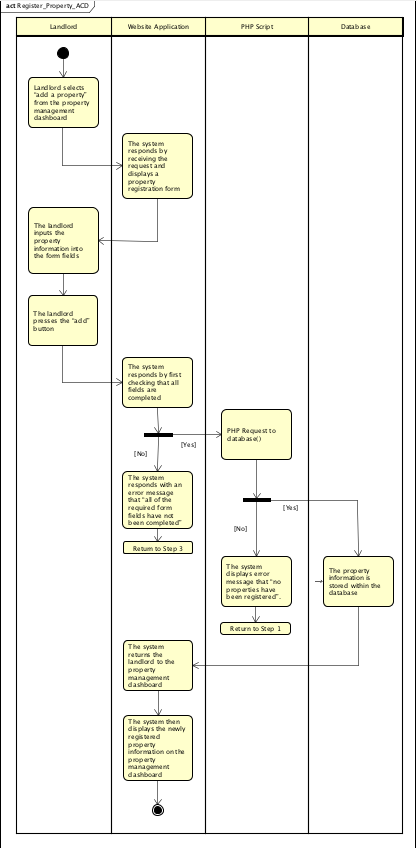 act Register_Property_ACD
Landlord
Website Application
PHP Script
Database
Landlord selects
"add a property"
from the property
management
dashboard
The system
responds by
receiving the
request and
displays a
property
registration form
The landlord
inputs the
property
information into
the form fields
The landlord
presses the "add"
button
The system
responds by first
checking that all
fields are
completed
PHP Request to
database()
[Yes]
[No]
The system
responds with an
error message
that "all of the
required form
fields have not
been completed"
Return to Step 3
[Yes]
[No]
The system
displays error
message that "no
properties have
been registered".
Return to Step 1
The property
information is
stored within the
database
The system
returns the
landlord to the
property
management
dashboard
The system then
displays the newly
registered
property
information on the
property
management
dashboard